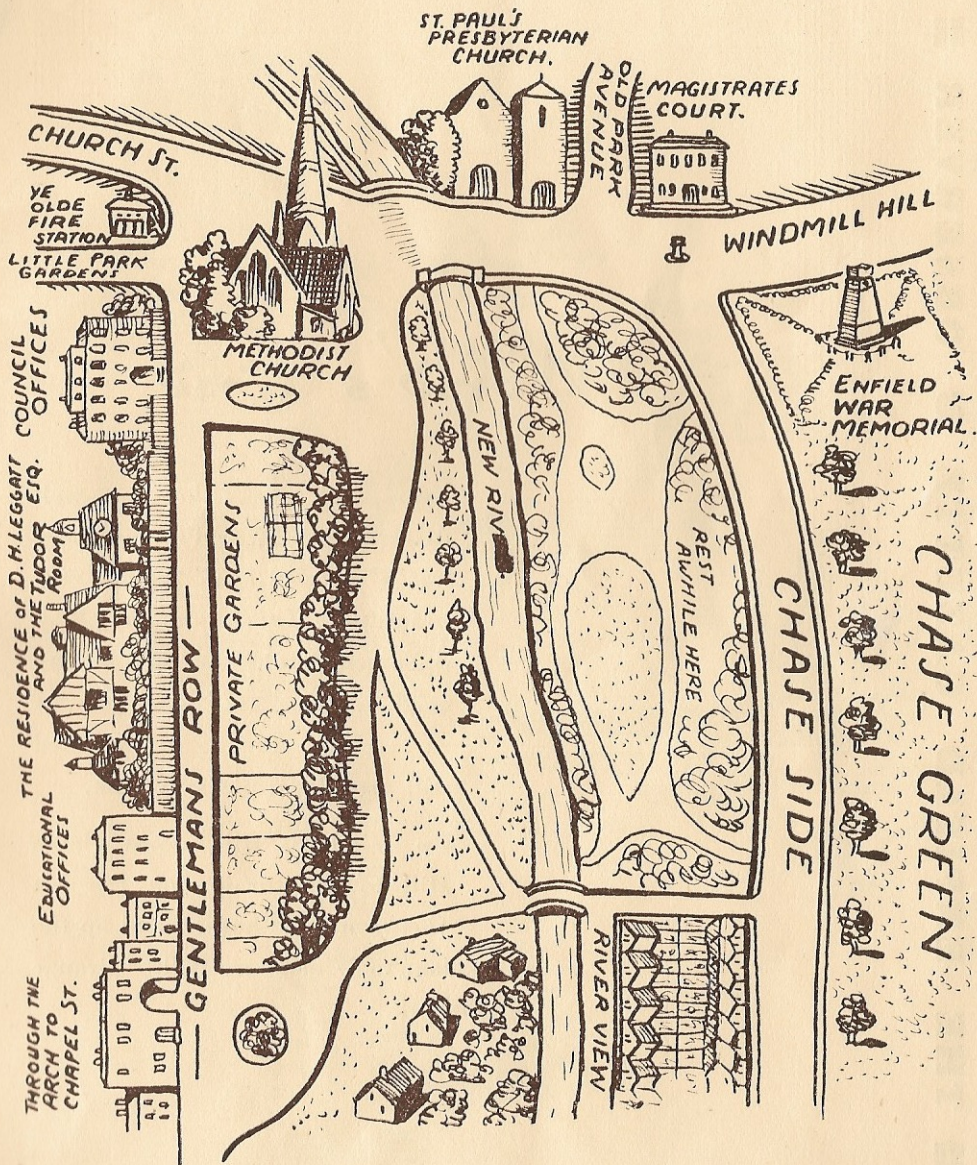 ST. PAUL'S
PRESBYTERIAN
CHURCH.
OLD PARK
AVENUE
MAGISTRATES
COURT.
CHURCH ST.
YE
OLDE
FIRE
STATION
LITTLE PARK
GARDENS
WINDMILL HILL
METHODIST
CHURCH
COUNCIL
OFFICES
ENFIELD
WAR
MEMORIAL.
THE RESIDENCE OF D.H.LEGGATT
AND THE TUDOR ESQ.
ROOM
NEW RIV
PRIVATE GARDENS
REST
AWHILE HERE
CHASE SIDE
CHASE GREEN
— GENTLEMANS ROW —
EDUCATIONAL
OFFICES
THROUGH THE
ARCH TO
CHAPEL ST.
RIVER VIEW